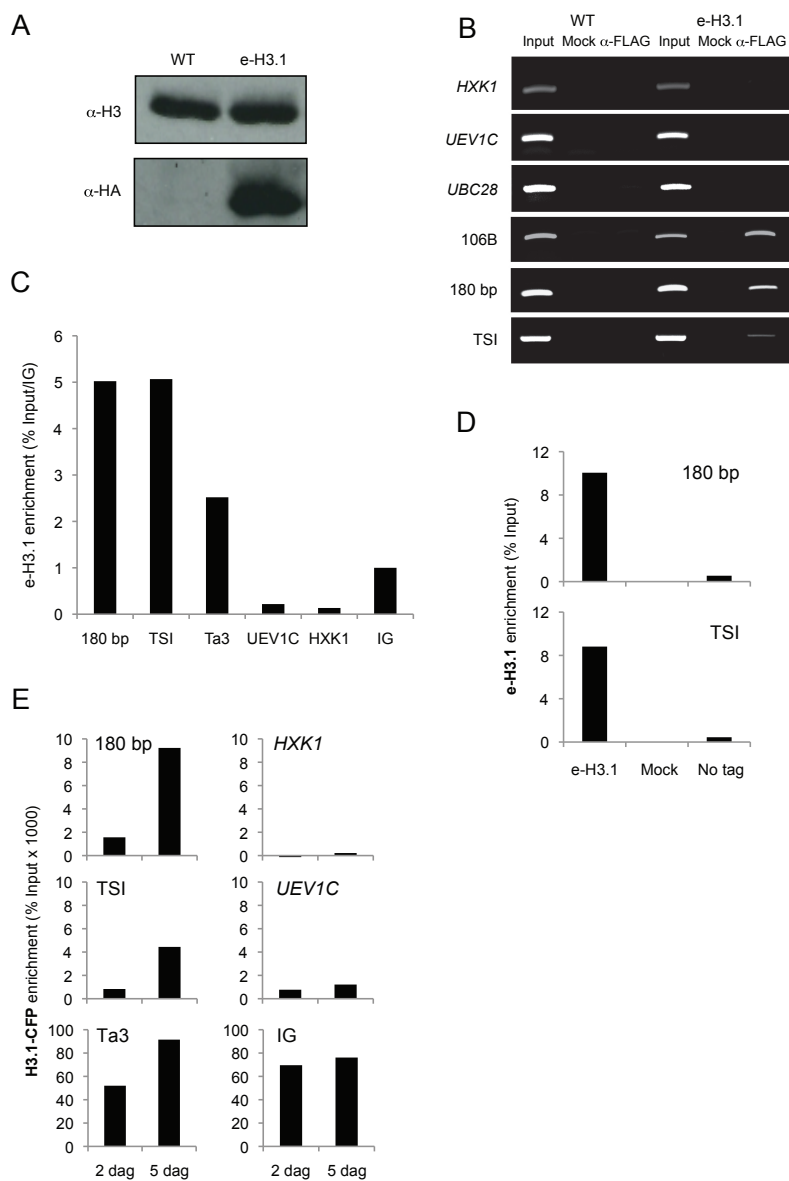 A
WT e-H3.1
α-H3
α-HA
B
WT e-H3.1
Input Mock α-FLAG Input Mock α-FLAG
HXK1
UEV1C
UBC28
106B
180 bp
TSI
C
e-H3.1 enrichment (% Input/IG)
6
5
4
3
2
1
0
180 bp TSI Ta3 UEV1C HXK1 IG
D
e-H3.1 enrichment (% Input)
180 bp
12
8
4
0
TSI
12
8
4
0
e-H3.1 Mock No tag
E
H3.1-CFP enrichment (% Input x 1000)
180 bp
10
8
6
4
2
0
HXK1
10
8
6
4
2
0
TSI
10
8
6
4
2
0
UEV1C
10
8
6
4
2
0
Ta3
100
80
60
40
20
0
2 dag 5 dag
IG
100
80
60
40
20
0
2 dag 5 dag